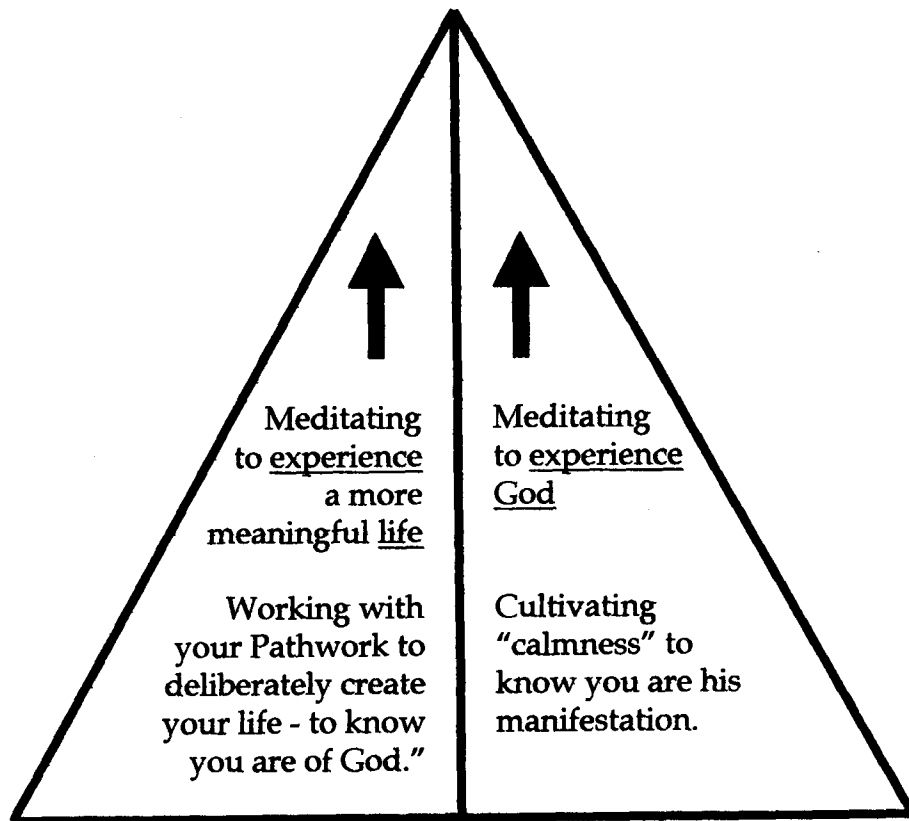 Meditating
to experience
a more
meaningful life
Working with
your Pathwork to
deliberately create
your life - to know
you are of God.”
Meditating
to experience
God
Cultivating
“calmness” to
know you are his
manifestation.